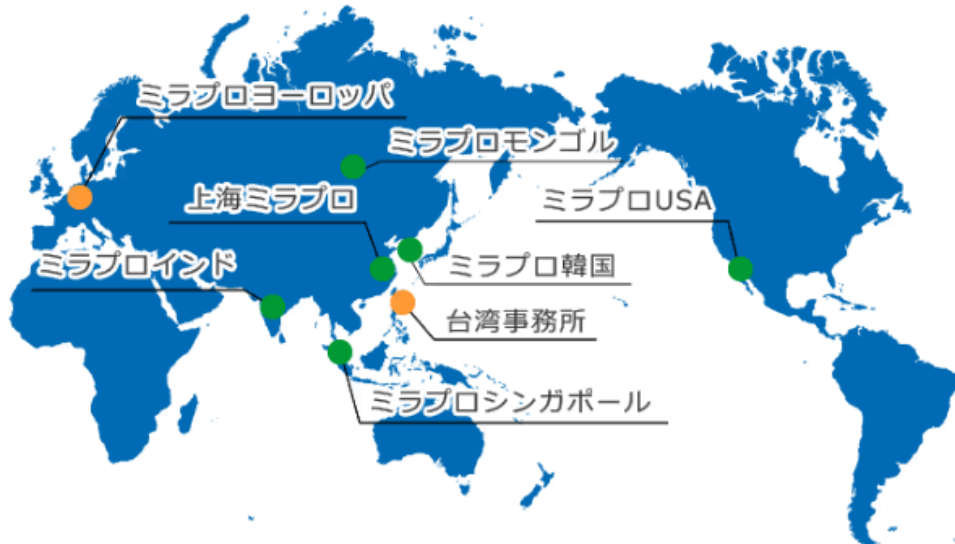 ミラプロヨーロッパ
ミラプロモンゴル
上海ミラプロ
ミラプロUSA
ミラプロインド
ミラプロ韓国
台湾事務所
ミラプロシンガポール